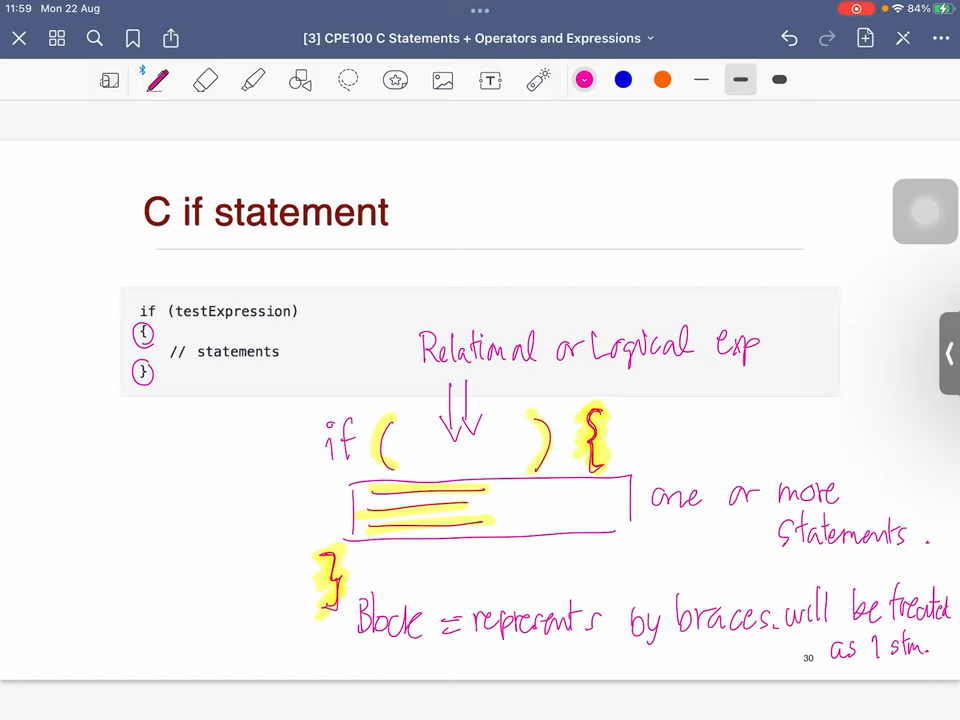 11:59 Mon 22 Aug
84%
[3] CPE100 C Statements + Operators and Expressions
T
C if statement
if (testExpression)
{
// statements
}
Relational or Logical exp
if ( ) {
one or more
statements.
}
Block = represents by braces. will be treated
as 1 stm.
30